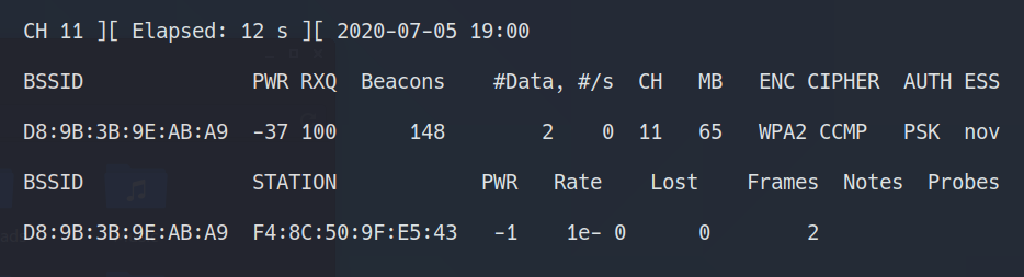 CH 11 ][ Elapsed: 12 s ][ 2020-07-05 19:00
BSSID PWR RXQ Beacons #Data, #/s CH MB ENC CIPHER AUTH ESS
D8:9B:3B:9E:AB:A9 -37 100 148 2 0 11 65 WPA2 CCMP PSK nov
BSSID STATION PWR Rate Lost Frames Notes Probes
D8:9B:3B:9E:AB:A9 F4:8C:50:9F:E5:43 -1 1e- 0 0 2